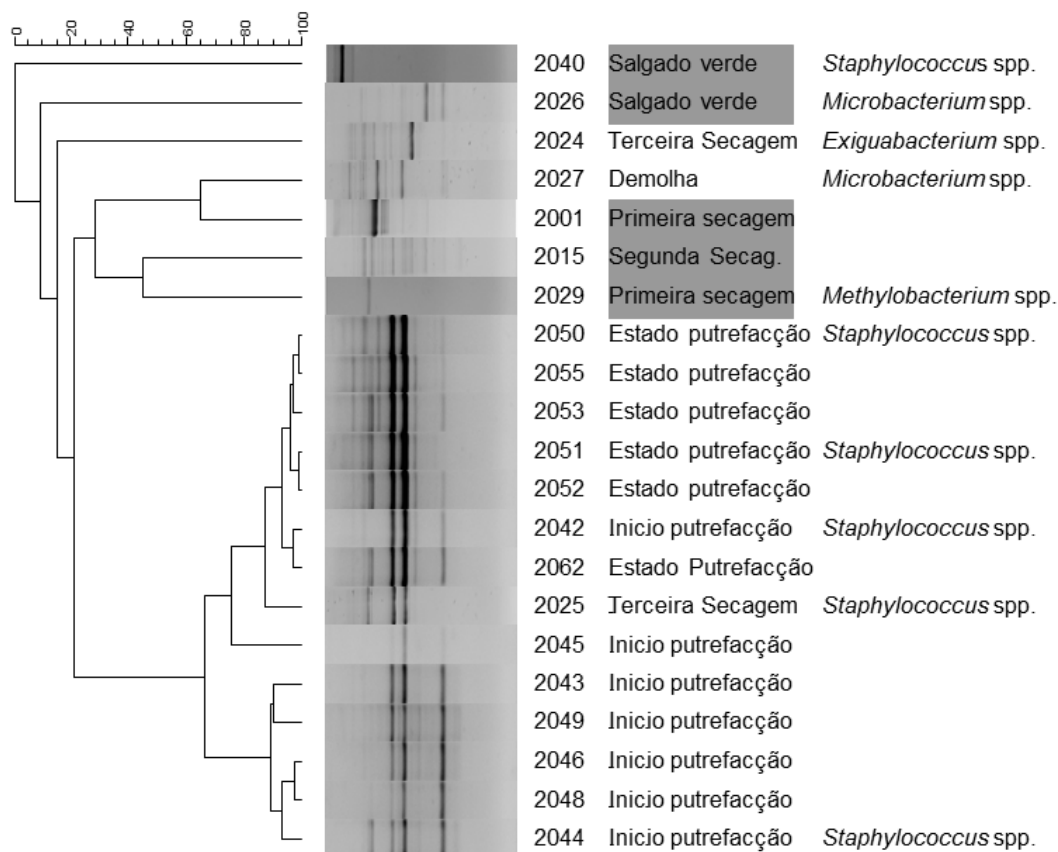 0 20 40 60 80 100
2040 Salgado verde Staphylococcus spp.
2026 Salgado verde Microbacterium spp.
2024 Terceira Secagem Exiguabacterium spp.
2027 Demolha Microbacterium spp.
2001 Primeira secagem
2015 Segunda Secag.
2029 Primeira secagem Methylobacterium spp.
2050 Estado putrefacção Staphylococcus spp.
2055 Estado putrefacção
2053 Estado putrefacção
2051 Estado putrefacção Staphylococcus spp.
2052 Estado putrefacção
2042 Inicio putrefacção Staphylococcus spp.
2062 Estado Putrefacção
2025 Terceira Secagem Staphylococcus spp.
2045 Inicio putrefacção
2043 Inicio putrefacção
2049 Inicio putrefacção
2046 Inicio putrefacção
2048 Inicio putrefacção
2044 Inicio putrefacção Staphylococcus spp.